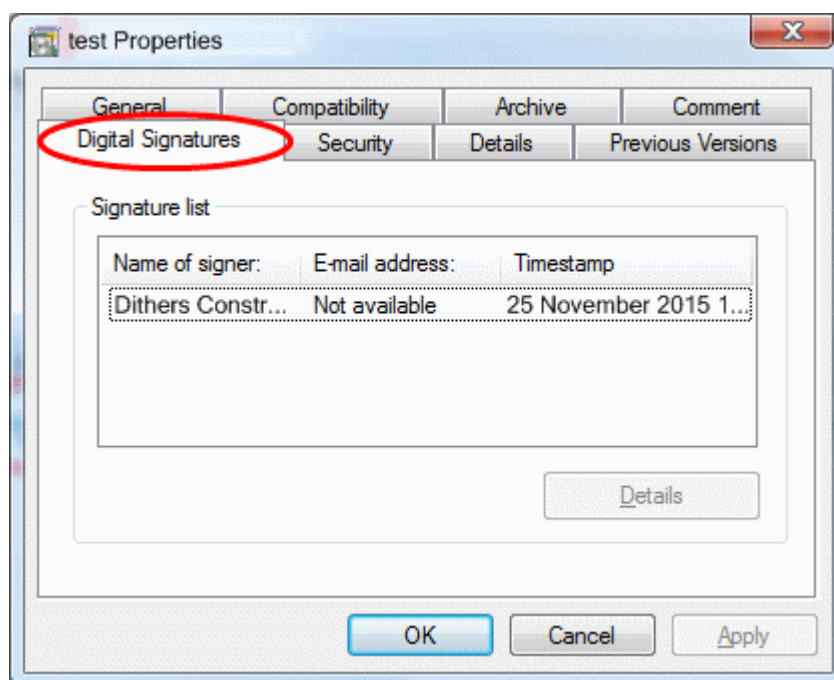 test Properties
General Compatibility Archive Comment
Digital Signatures Security Details Previous Versions
Signature list
Name of signer: E-mail address: Timestamp
Dithers Constr... Not available 25 November 2015 1...
Details
OK Cancel Apply